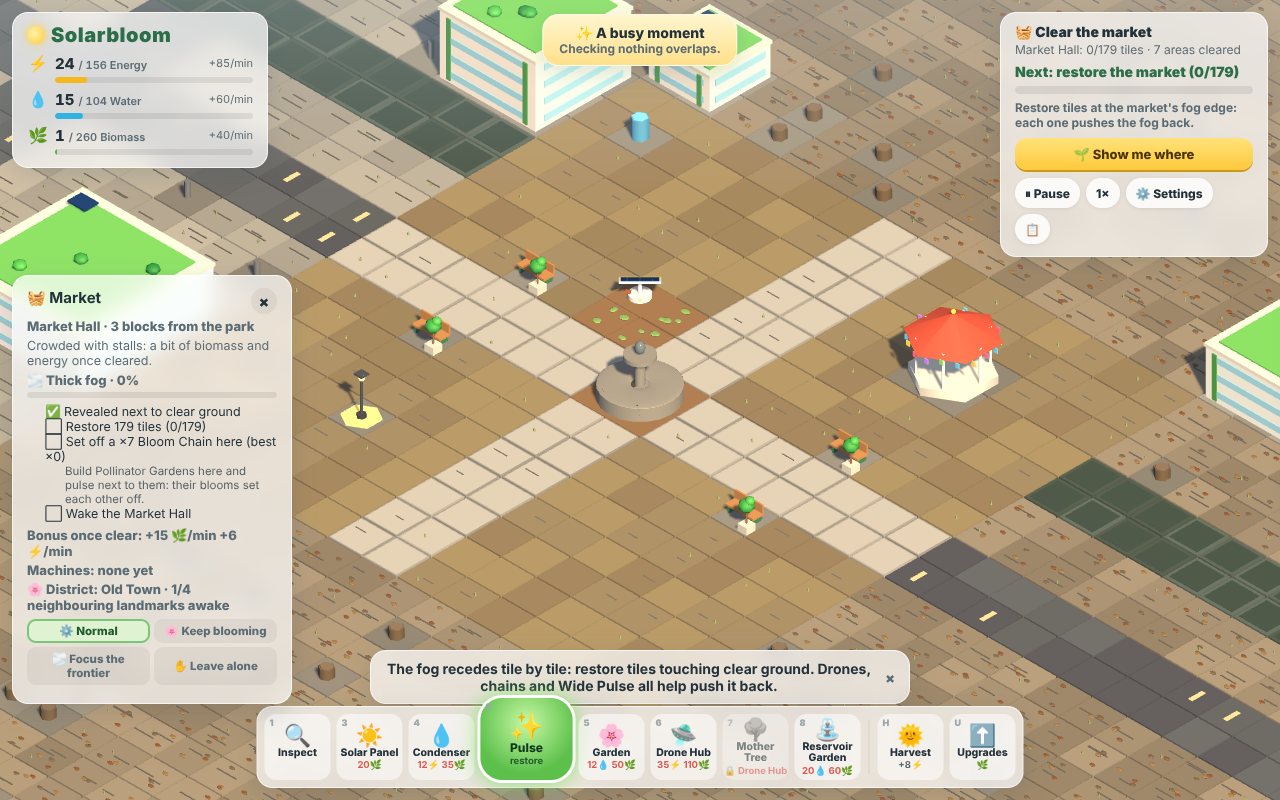 Solarbloom
24 / 156 Energy +85/min
15 / 104 Water +60/min
1 / 260 Biomass +40/min
✨ A busy moment
Checking nothing overlaps.
Clear the market
Market Hall: 0/179 tiles · 7 areas cleared
Next: restore the market (0/179)
Restore tiles at the market's fog edge:
each one pushes the fog back.
Show me where
Pause
1×
Settings
Market
×
Market Hall · 3 blocks from the park
Crowded with stalls: a bit of biomass and
energy once cleared.
Thick fog · 0%
✅ Revealed next to clear ground
Restore 179 tiles (0/179)
Set off a ×7 Bloom Chain here (best
×0)
Build Pollinator Gardens here and
pulse next to them: their blooms set
each other off.
Wake the Market Hall
Bonus once clear: +15 🌿/min +6
⚡/min
Machines: none yet
District: Old Town · 1/4
neighbouring landmarks awake
Normal
Keep blooming
Focus the
frontier
Leave alone
The fog recedes tile by tile: restore tiles touching clear ground. Drones,
chains and Wide Pulse all help push it back.
×
1
Inspect
3
Solar Panel
20🌿
4
Condenser
12⚡ 35🌿
Pulse
restore
5
Garden
12💧 50🌿
6
Drone Hub
35⚡ 110🌿
7
Mother
Tree
🔒 Drone Hub
8
Reservoir
Garden
20💧 60🌿
H
Harvest
+8⚡
U
Upgrades
🌿